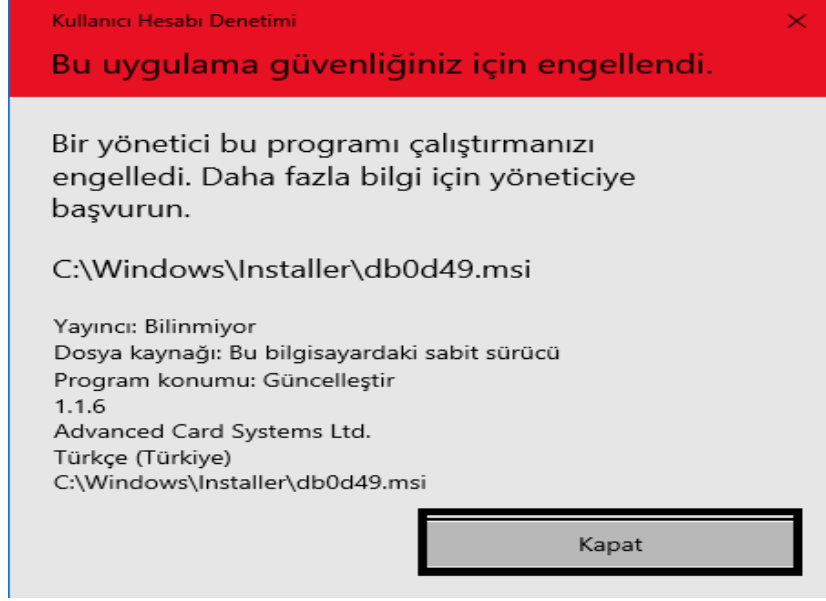 Kullanıcı Hesabı Denetimi
Bu uygulama güvenliğiniz için engellendi.
Bir yönetici bu programı çalıştırmanızı
engelledi. Daha fazla bilgi için yöneticiye
başvurun.
C:\Windows\Installer\db0d49.msi
Yayıncı: Bilinmiyor
Dosya kaynağı: Bu bilgisayardaki sabit sürücü
Program konumu: Güncelleştir
1.1.6
Advanced Card Systems Ltd.
Türkçe (Türkiye)
C:\Windows\Installer\db0d49.msi
Kapat